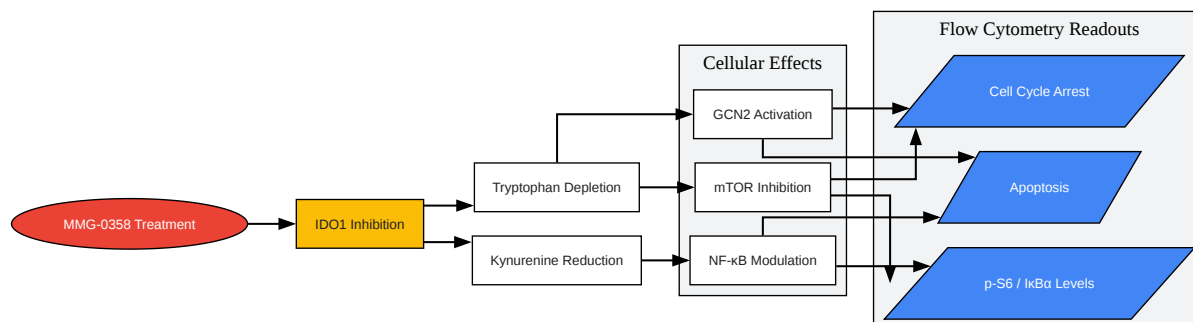 Flow Cytometry Readouts
Cellular Effects
Cell Cycle Arrest
GCN2 Activation
Tryptophan Depletion
mTOR Inhibition
Apoptosis
MMG-0358 Treatment
IDO1 Inhibition
Kynurenine Reduction
NF-κB Modulation
p-S6 / IκBα Levels